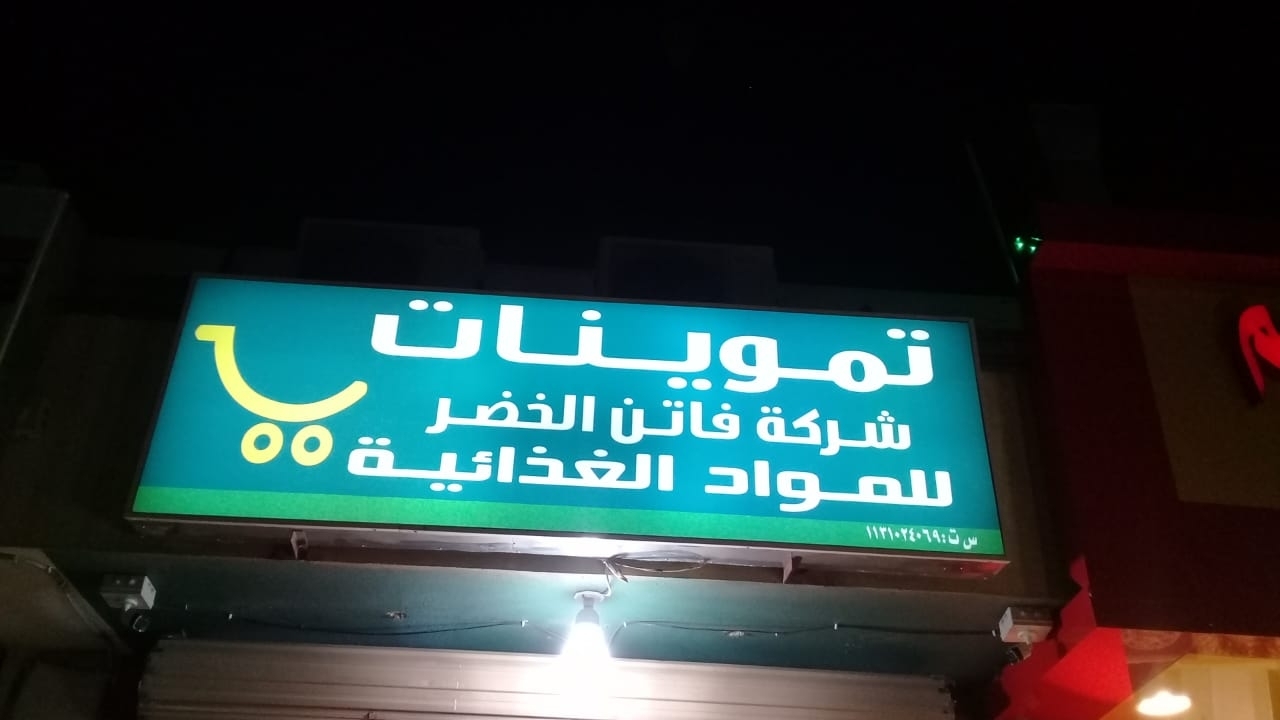 تموينات
شركة فاتن الخضر
للمواد الغذائية
س ت: ١١٣١٠٢٤٠٦٩